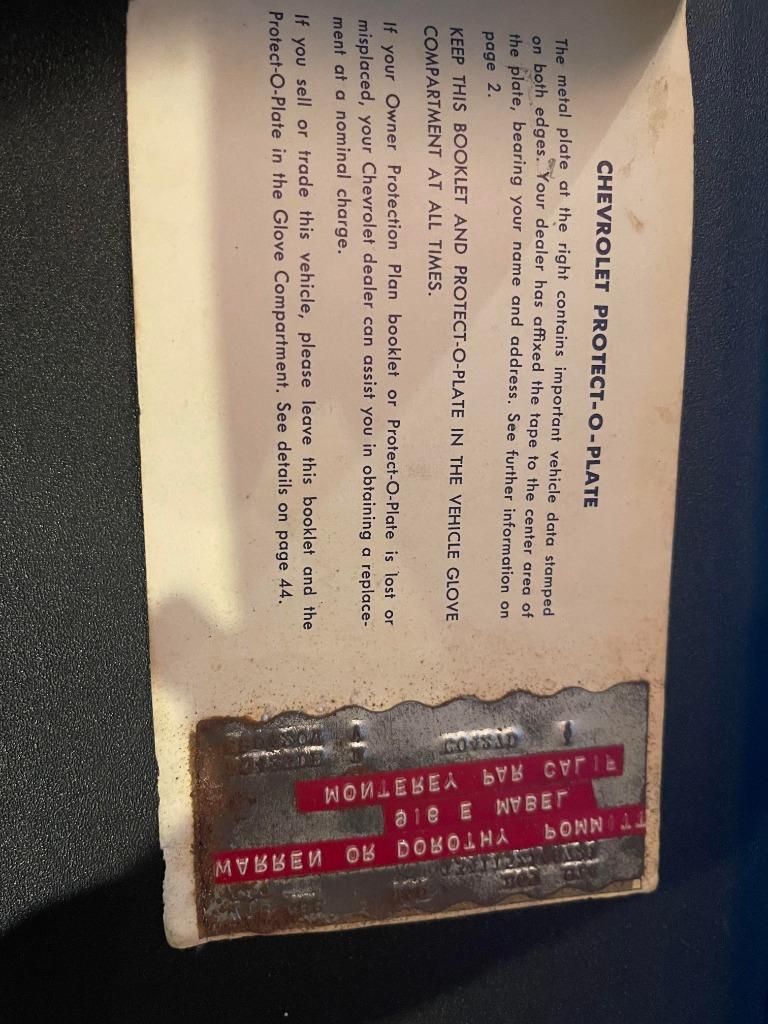 CHEVROLET PROTECT-O-PLATE
The metal plate at the right contains important vehicle data stamped
on both edges. Your dealer has affixed the tape to the center area of
the plate, bearing your name and address. See further information on
page 2.
KEEP THIS BOOKLET AND PROTECT-O-PLATE IN THE VEHICLE GLOVE
COMPARTMENT AT ALL TIMES.
If your Owner Protection Plan booklet or Protect-O-Plate is lost or
misplaced, your Chevrolet dealer can assist you in obtaining a replace-
ment at a nominal charge.
If you sell or trade this vehicle, please leave this booklet and the
Protect-O-Plate in the Glove Compartment. See details on page 44.
WARREN OR DOROTHY
916 E MABEL
MONTEREY PAR CALIF